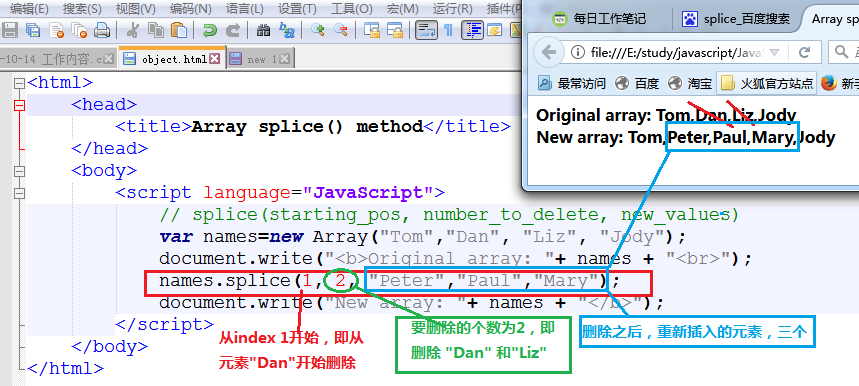 文件(F) 编辑(E) 搜索(S) 视图(V) 编码(N) 语言(L) 设置(T) 宏(M) 运行(R) 插件(P
-10-14 工作内容.c object.html new 1
每日工作笔记 splice_百度搜索 Array sp
file:///E:/study/javascript/Java
最常访问 百度 淘宝 火狐官方站点 新手
Original array: Tom,Dan,Liz,Jody
New array: Tom,Peter,Paul,Mary,Jody
<html>
<head>
<title>Array splice() method</title>
</head>
<body>
<script language="JavaScript">
// splice(starting_pos, number_to_delete, new_values)
var names=new Array("Tom","Dan", "Liz", "Jody");
document.write("<b>Original array: "+ names + "<br>");
names.splice(1, 2, "Peter","Paul","Mary");
document.write("New array: "+ names + "</b>");
</script>
</body>
</html>
从index 1开始，即从
元素"Dan"开始删除
要删除的个数为2，即
删除 "Dan" 和"Liz"
删除之后，重新插入的元素，三个